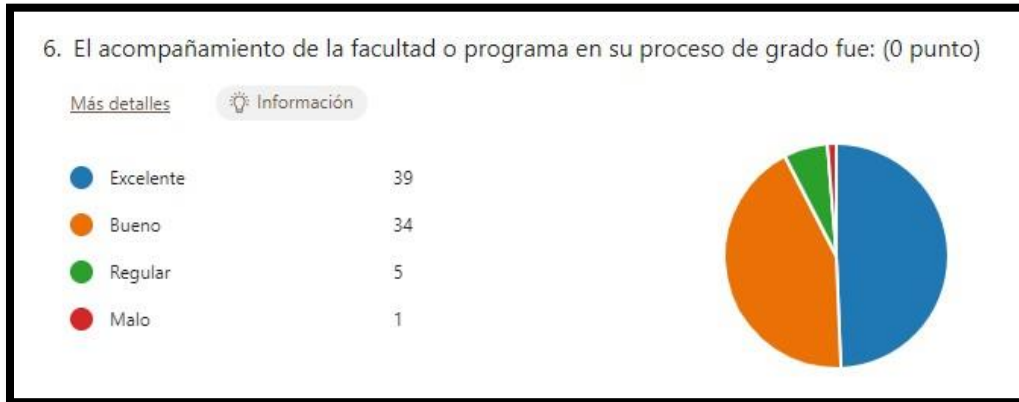 6. El acompañamiento de la facultad o programa en su proceso de grado fue: (0 punto)
Más detalles Información
Excelente 39
Bueno 34
Regular 5
Malo 1